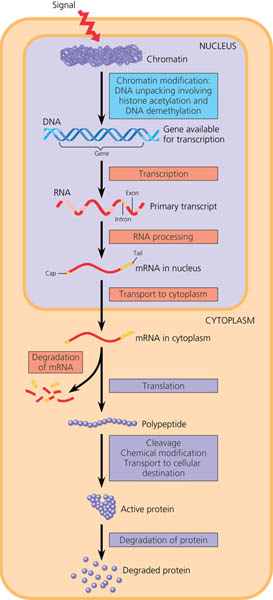 Signal
NUCLEUS
Chromatin
Chromatin modification:
DNA unpacking involving
histone acetylation and
DNA demethylation
DNA
Gene available
for transcription
Gene
Transcription
RNA
Exon
Primary transcript
Intron
RNA processing
Tail
Cap
mRNA in nucleus
Transport to cytoplasm
CYTOPLASM
mRNA in cytoplasm
Degradation
of mRNA
Translation
Polypeptide
Cleavage
Chemical modification
Transport to cellular
destination
Active protein
Degradation of protein
Degraded protein